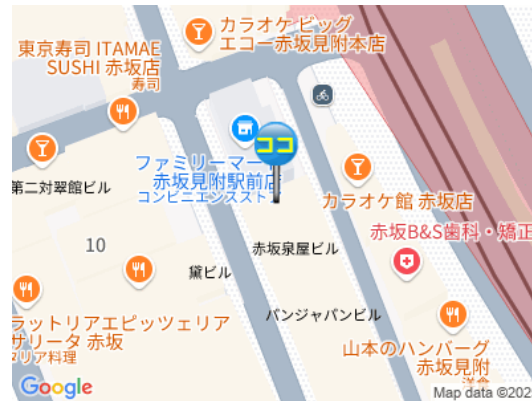 カラオケ ビッグ
エコー赤坂見附本店
東京寿司 ITAMAE
SUSHI 赤坂店
寿司
ココ
ファミリーマー
赤坂見附駅前店
コンビニエンススト
第二対翠館ビル
カラオケ館 赤坂店
赤坂B&S歯科・矯正
10
赤坂泉屋ビル
黛ビル
バンジャバンビル
ラットリアエピッツェリア
サリータ 赤坂
タリア料理
山本のハンバーグ
赤坂見附
洋食
Google
Map data ©202